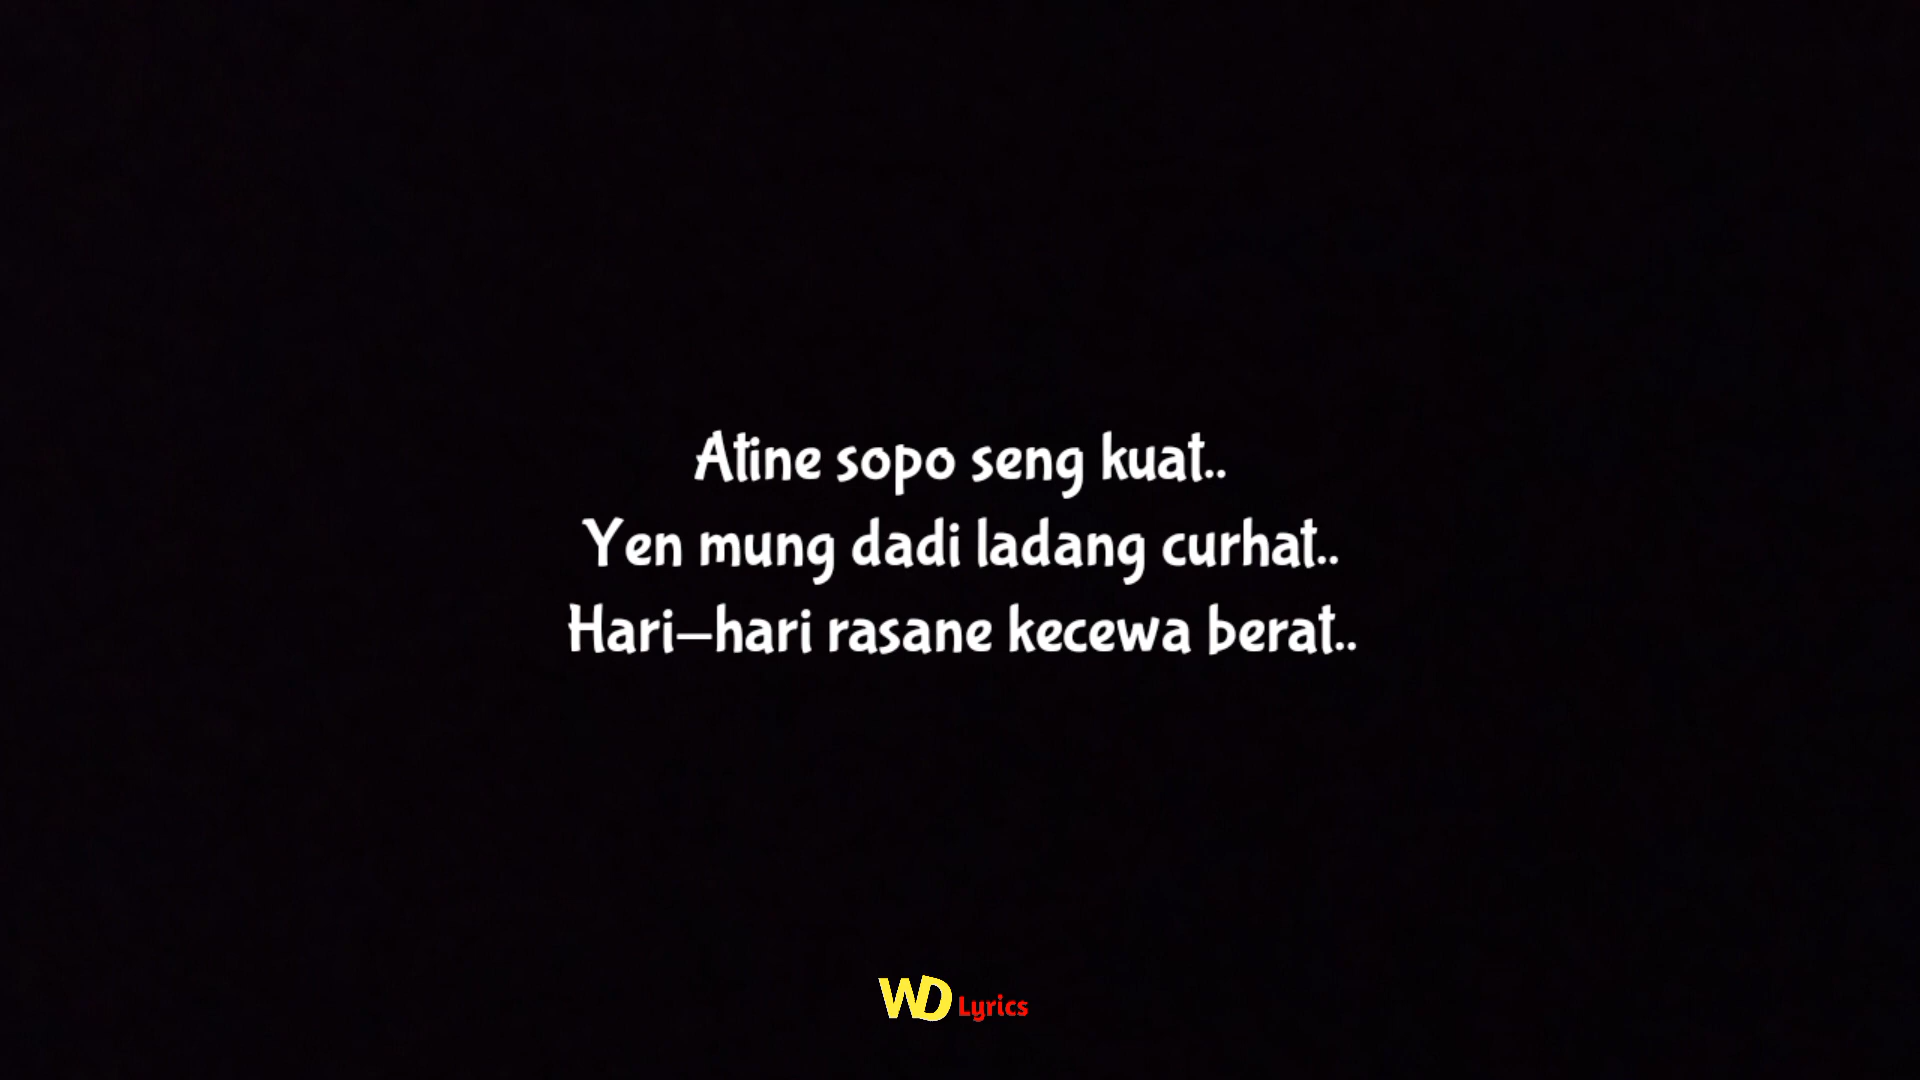 Atine sopo seng kuat..
Yen mung dadi ladang curhat..
Hari-hari rasane kecewa berat..
WD Lyrics